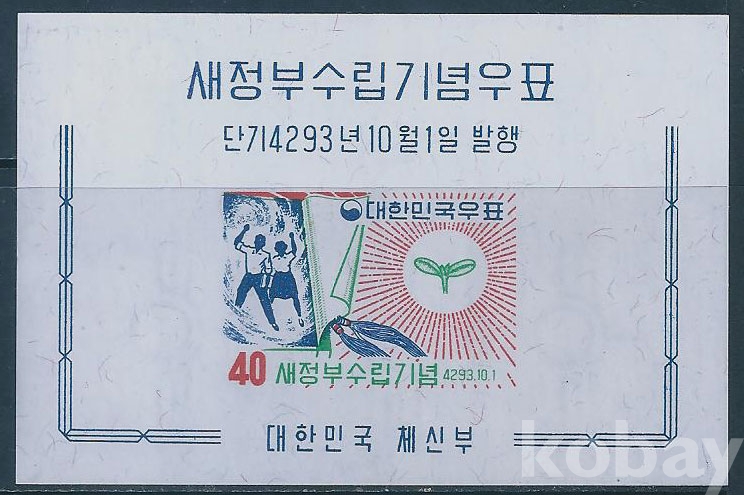 새정부수립기념우표
단기4293년10월1일 발행
대한민국우표
40 새정부수립기념 4293.10.1
대한민국 체신부
kobay